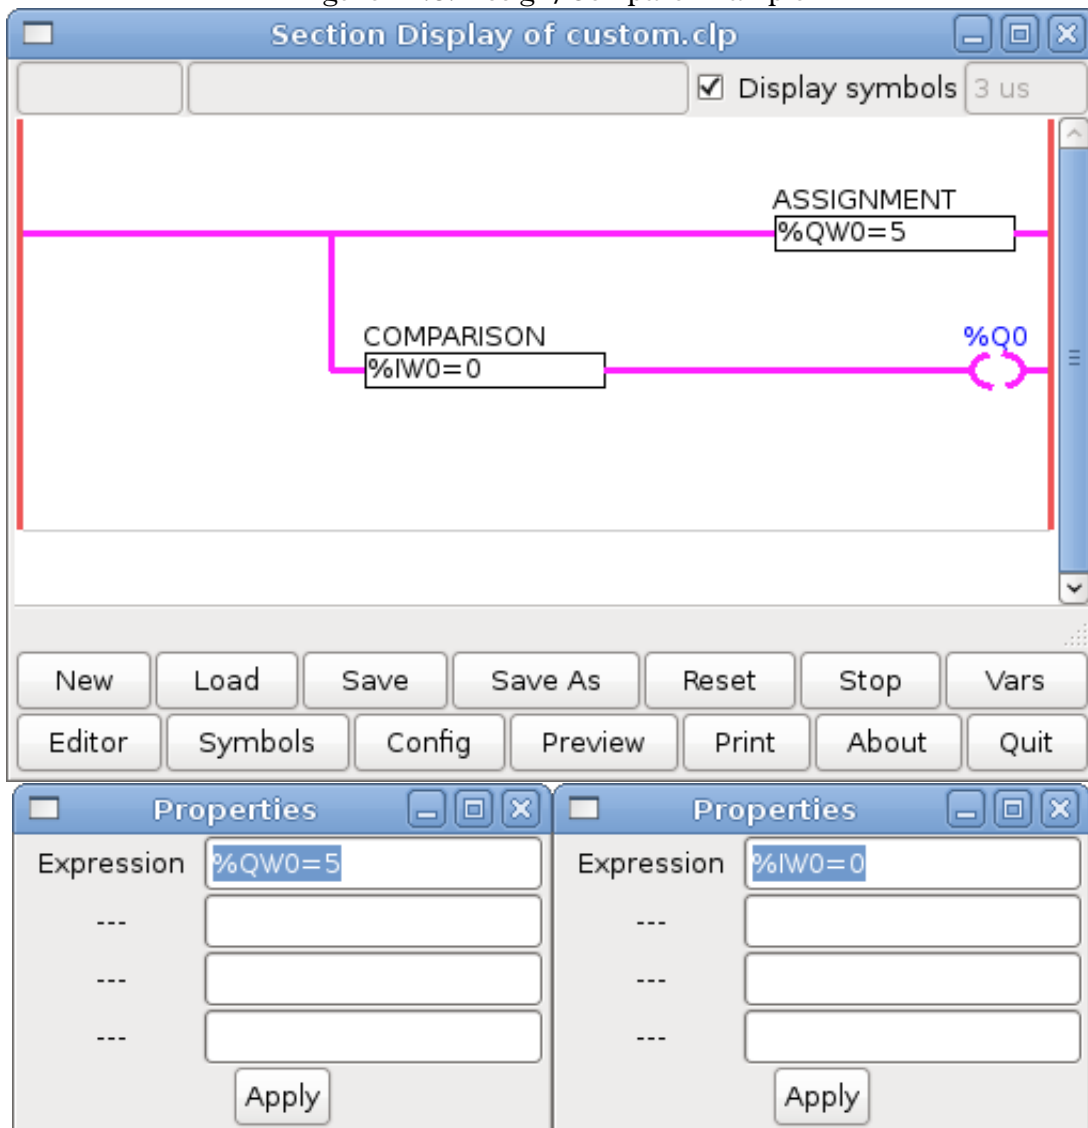 Section Display of custom.clp
Display symbols 3 us
ASSIGNMENT
%QW0=5
COMPARISON
%IW0=0
%Q0
New Load Save Save As Reset Stop Vars
Editor Symbols Config Preview Print About Quit
Properties
Expression %QW0=5
---
---
---
Apply
Properties
Expression %IW0=0
---
---
---
Apply